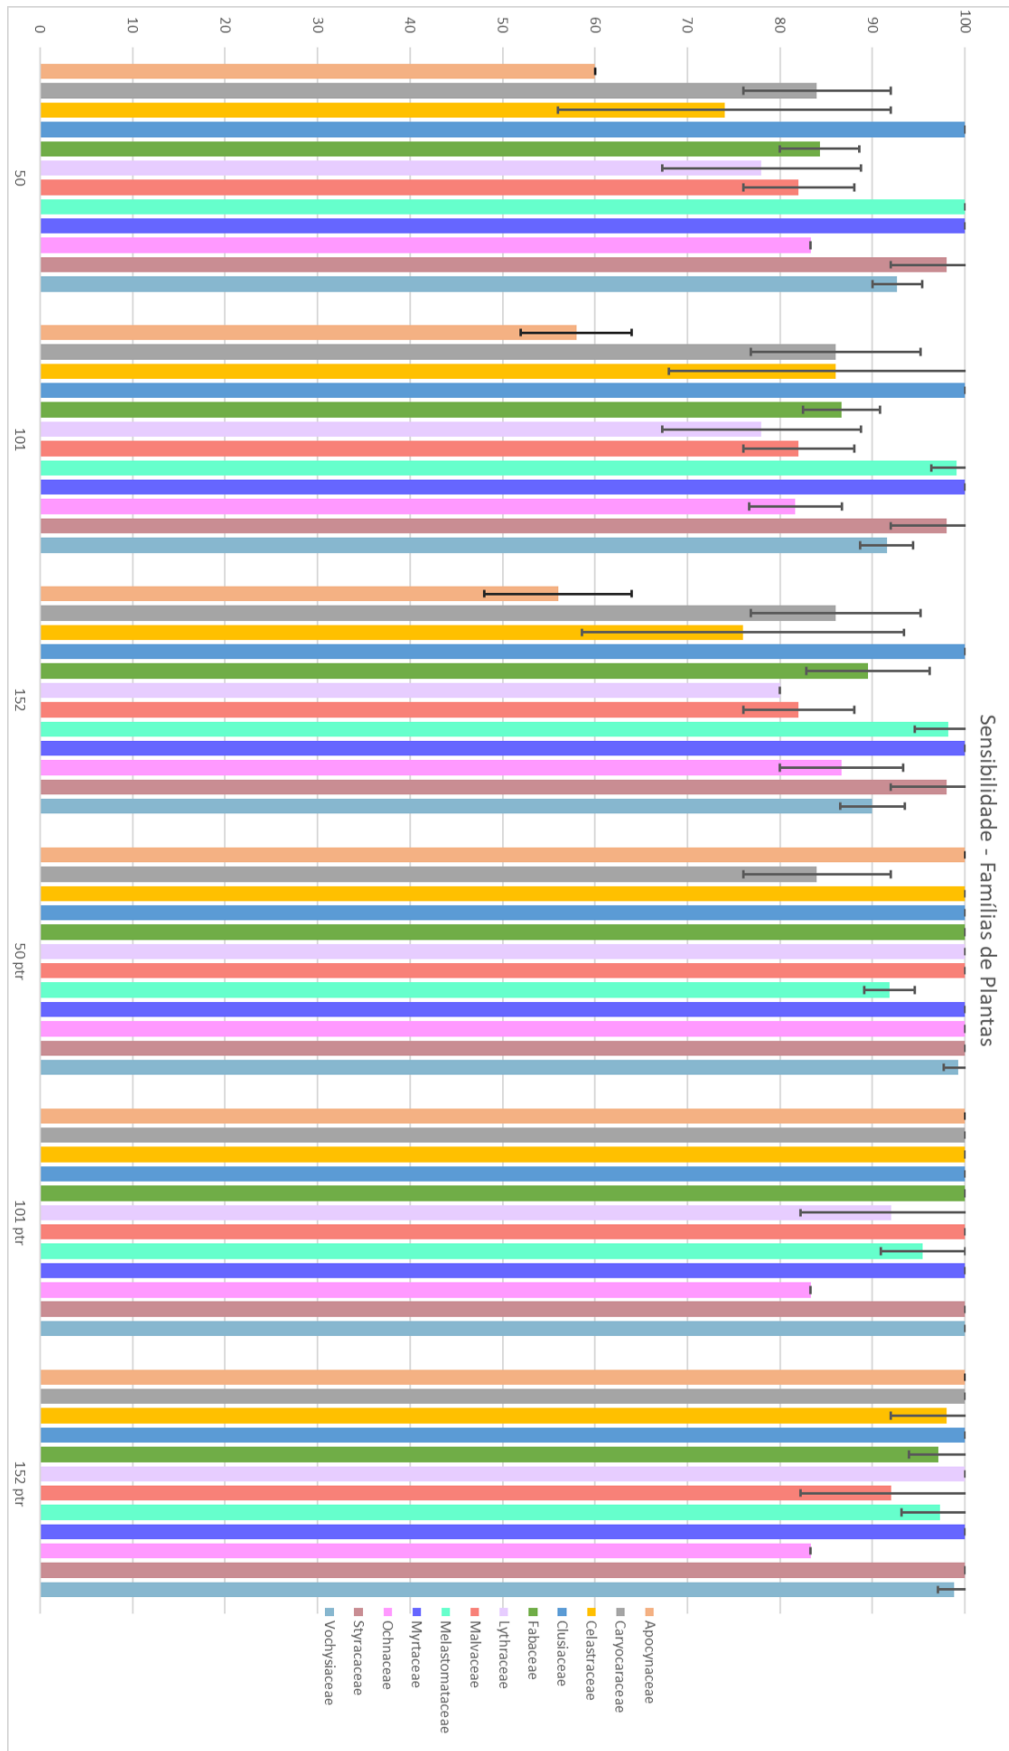 Sensibilidade - Famílias de Plantas
100
90
80
70
60
50
40
30
20
10
0
50
101
152
50 ptr
101 ptr
152 ptr
Apocynaceae
Caryocaraceae
Celastraceae
Clusiaceae
Fabaceae
Lythraceae
Malvaceae
Melastomataceae
Myrtaceae
Ochnaceae
Styracaceae
Vochysiaceae